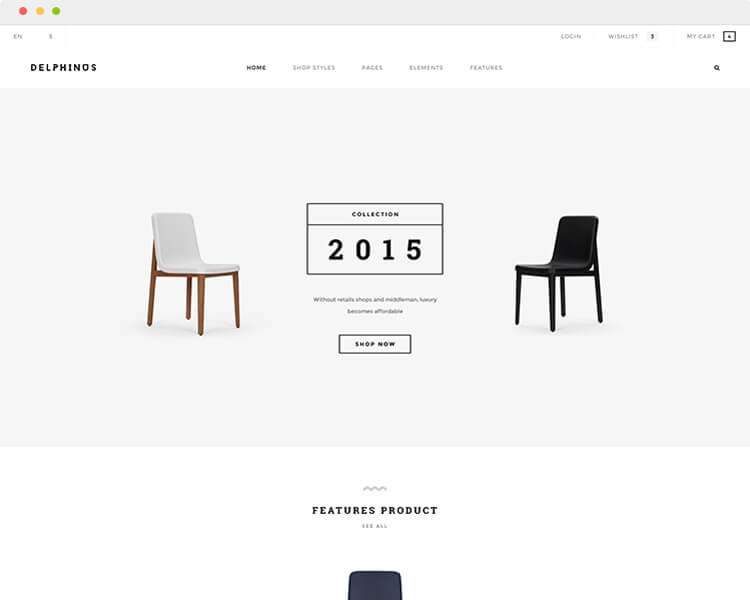 EN $ LOGIN WISHLIST 3 MY CART 4
DELPHINUS HOME SHOP STYLES PAGES ELEMENTS FEATURES
COLLECTION
2015
Without retails shops and middleman, luxury
becomes affordable
SHOP NOW
FEATURES PRODUCT
SEE ALL